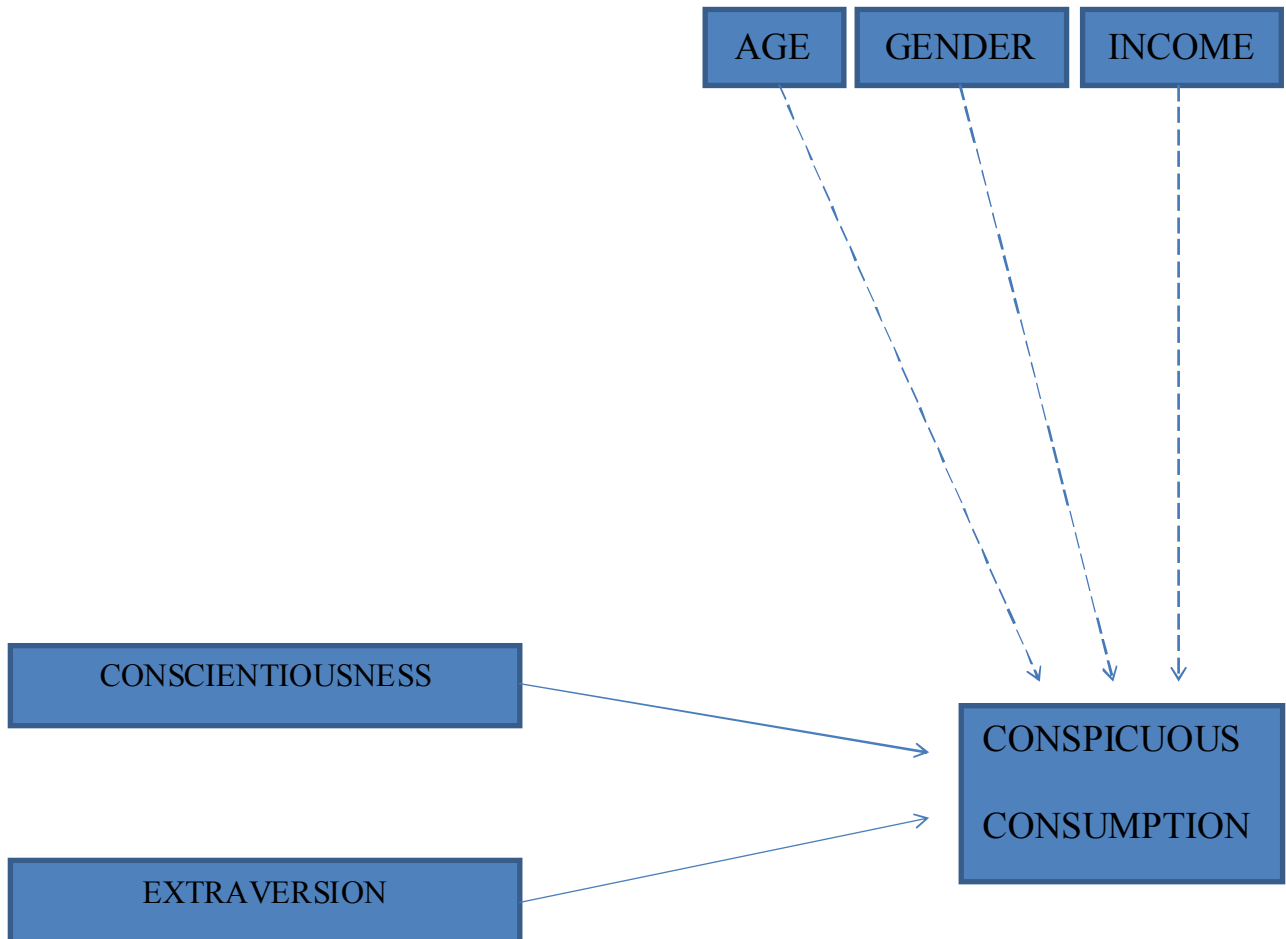 AGE
GENDER
INCOME
CONSCIENTIOUSNESS
CONSPICUOUS
CONSUMPTION
EXTRAVERSION